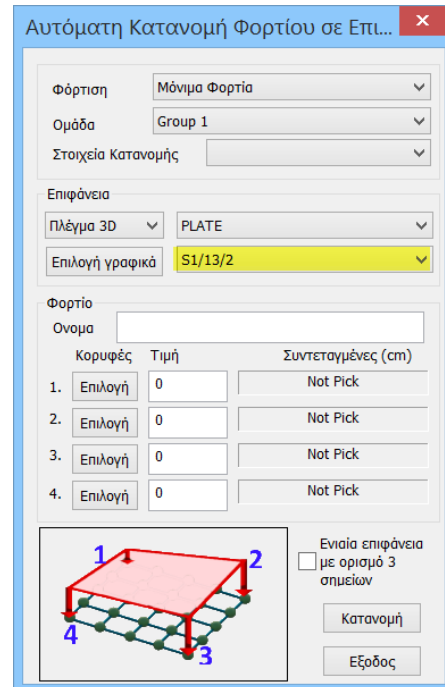 Αυτόματη Κατανομή Φορτίου σε Επι...
Φόρτιση Μόνιμα Φορτία
Ομάδα Group 1
Στοιχεία Κατανομής
Επιφάνεια
Πλέγμα 3D PLATE
Επιλογή γραφικά S1/13/2
Φορτίο
Ονομα
Κορυφές Τιμή Συντεταγμένες (cm)
1. Επιλογή 0 Not Pick
2. Επιλογή 0 Not Pick
3. Επιλογή 0 Not Pick
4. Επιλογή 0 Not Pick
1 2 3 4
Ενιαία επιφάνεια
με ορισμό 3
σημείων
Κατανομή
Εξοδος